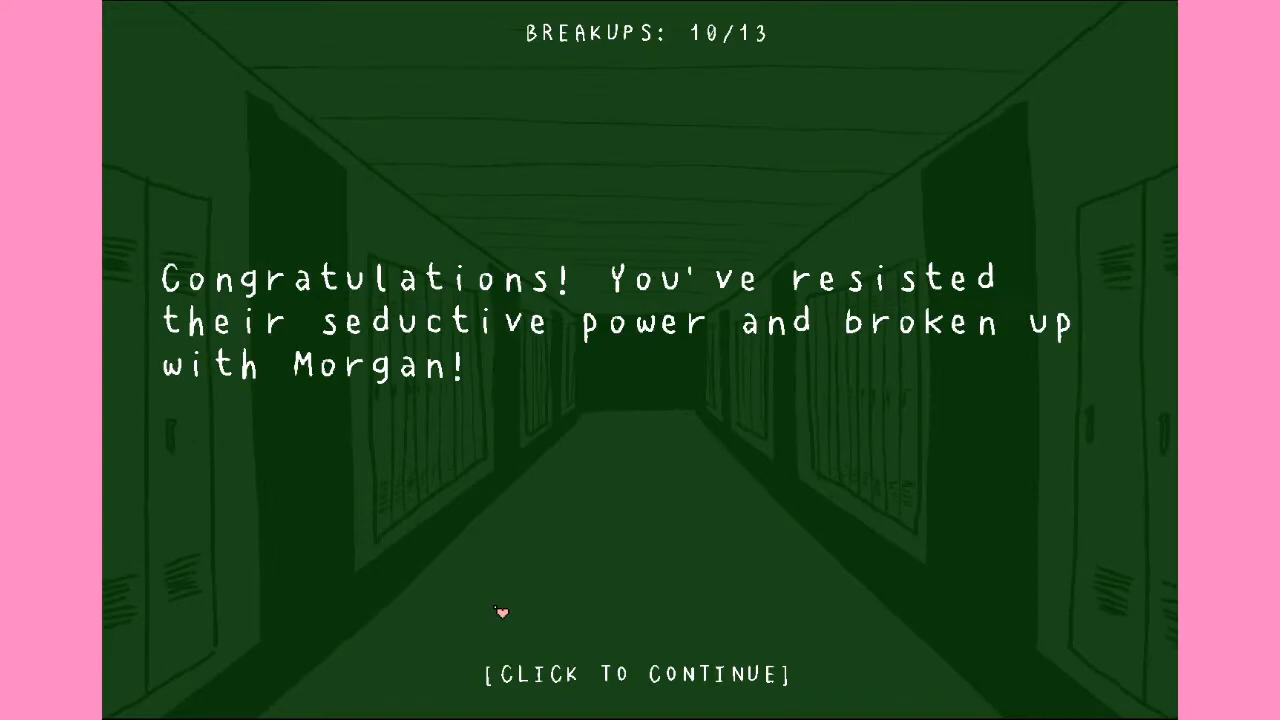 BREAKUPS: 10/13
Congratulations! You've resisted
their seductive power and broken up
with Morgan!
[CLICK TO CONTINUE]